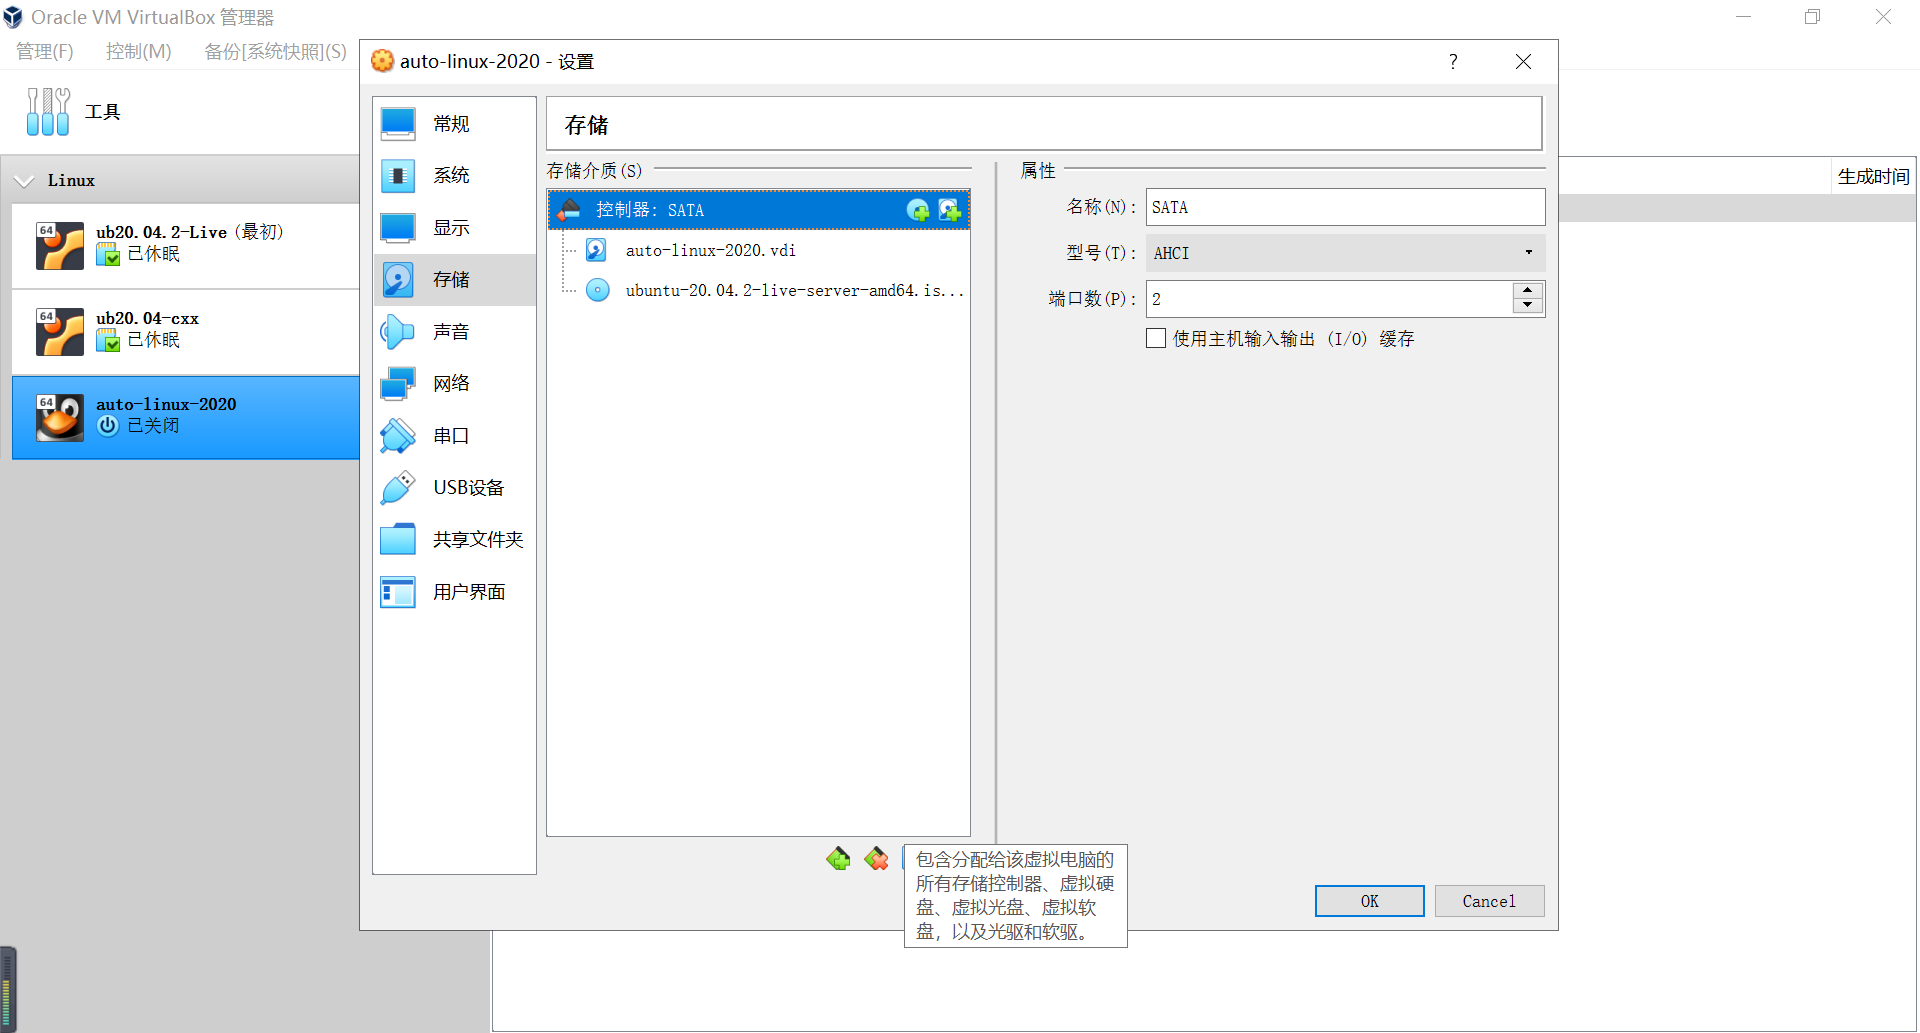 Oracle VM VirtualBox 管理器
管理(F) 控制(M) 备份[系统快照](S)
auto-linux-2020 - 设置
?
工具
Linux
64
ub20.04.2-Live (最初)
已休眠
64
ub20.04-cxx
已休眠
64
auto-linux-2020
已关闭
常规
系统
显示
存储
声音
网络
串口
USB设备
共享文件夹
用户界面
存储
存储介质(S)
控制器: SATA
auto-linux-2020.vdi
ubuntu-20.04.2-live-server-amd64.is...
属性
名称(N): SATA
型号(T): AHCI
端口数(P): 2
使用主机输入输出 (I/O) 缓存
包含分配给该虚拟电脑的
所有存储控制器、虚拟硬
盘、虚拟光盘、虚拟软
盘，以及光驱和软驱。
OK Cancel
生成时间